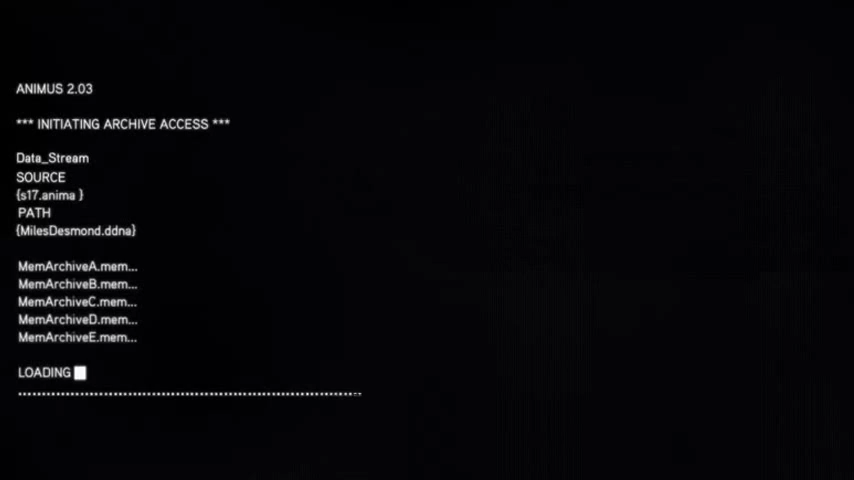 ANIMUS 2.03
*** INITIATING ARCHIVE ACCESS ***
Data_Stream
SOURCE
{s17.anima }
PATH
{MilesDesmond.ddna}
MemArchiveA.mem...
MemArchiveB.mem...
MemArchiveC.mem...
MemArchiveD.mem...
MemArchiveE.mem...
LOADING